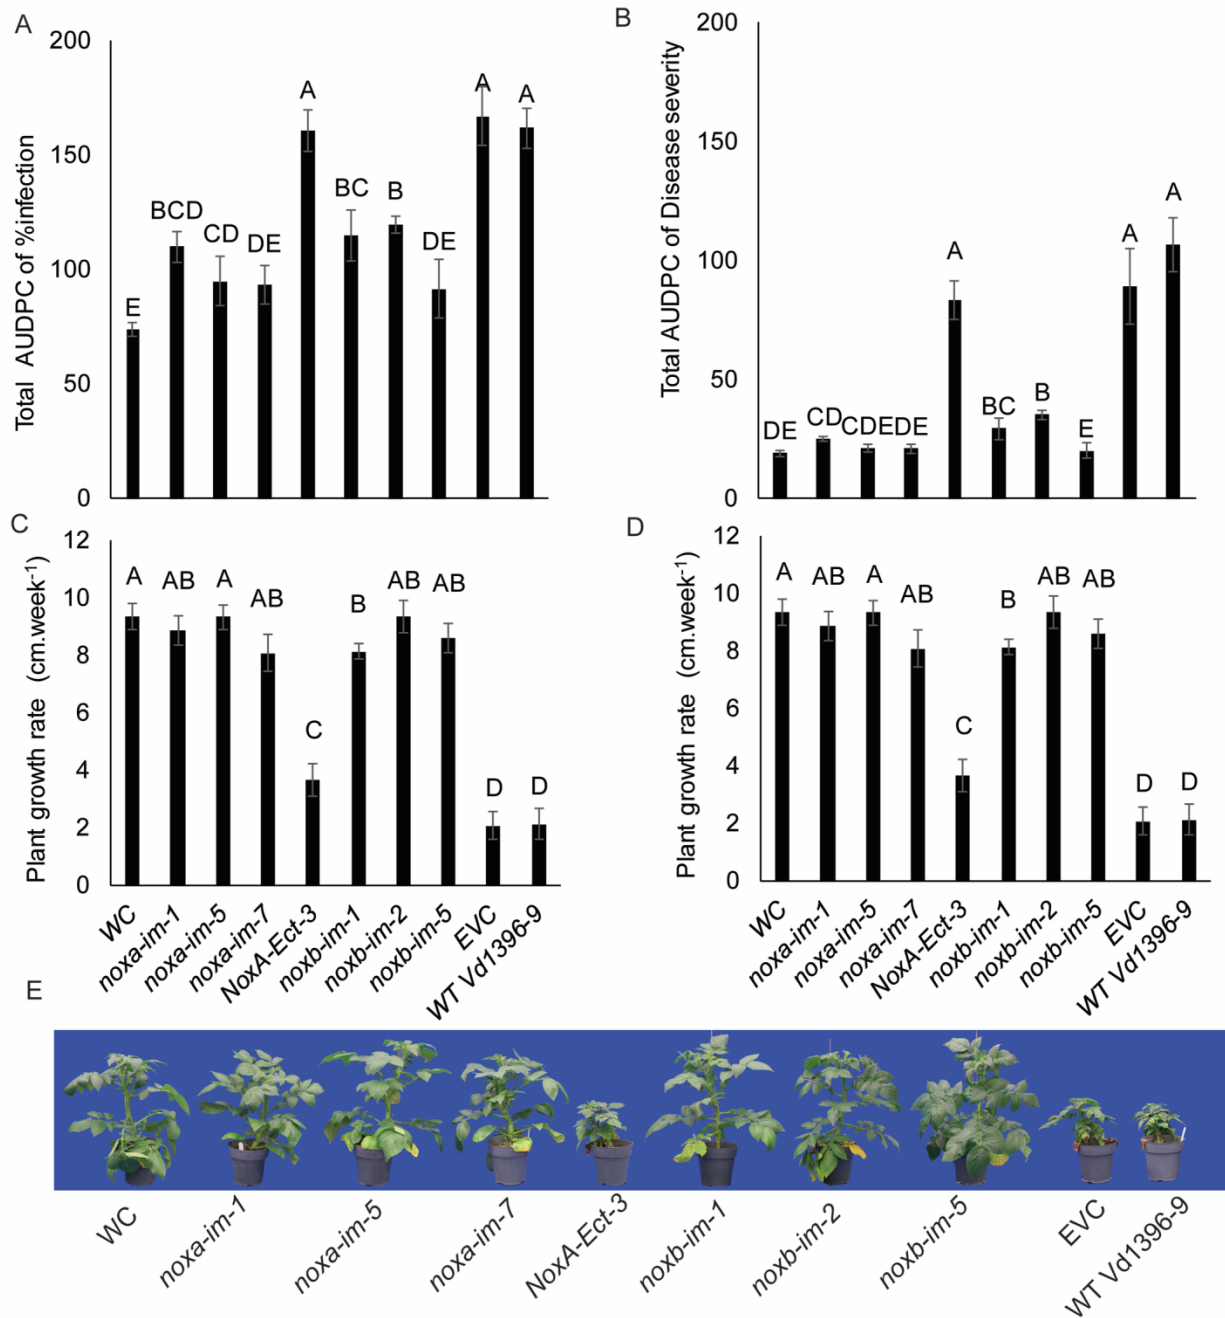 A
Total AUDPC of %infection
200
150
100
50
0
E
BCD
CD
DE
A
BC
B
DE
A
A
B
Total AUDPC of Disease severity
200
150
100
50
0
DE
CD
CDE
DE
A
BC
B
E
A
A
C
Plant growth rate (cm.week-1)
12
10
8
6
4
2
0
A
AB
A
AB
C
B
AB
AB
D
D
WC
noxa-im-1
noxa-im-5
noxa-im-7
NoxA-Ect-3
noxb-im-1
noxb-im-2
noxb-im-5
EVC
WT Vd1396-9
D
Plant growth rate (cm.week-1)
12
10
8
6
4
2
0
A
AB
A
AB
C
B
AB
AB
D
D
WC
noxa-im-1
noxa-im-5
noxa-im-7
NoxA-Ect-3
noxb-im-1
noxb-im-2
noxb-im-5
EVC
WT Vd1396-9
E
WC
noxa-im-1
noxa-im-5
noxa-im-7
NoxA-Ect-3
noxb-im-1
noxb-im-2
noxb-im-5
EVC
WT Vd1396-9